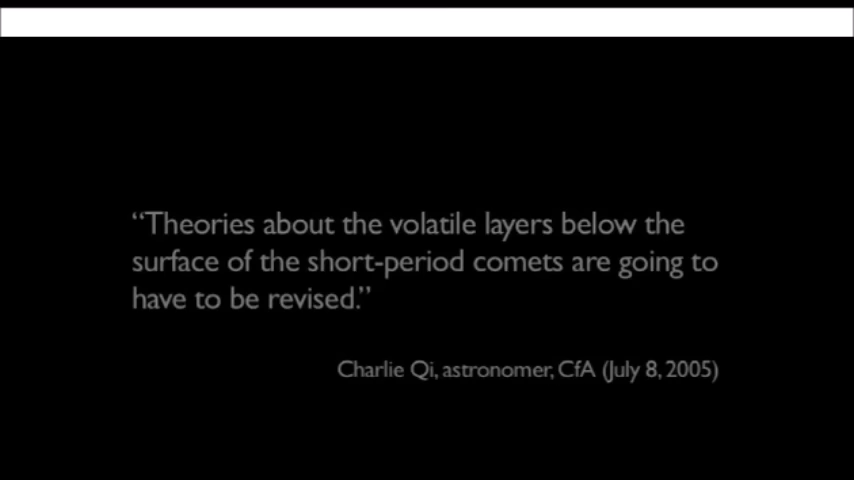 “Theories about the volatile layers below the
surface of the short-period comets are going to
have to be revised.”
Charlie Qi, astronomer, CfA (July 8, 2005)